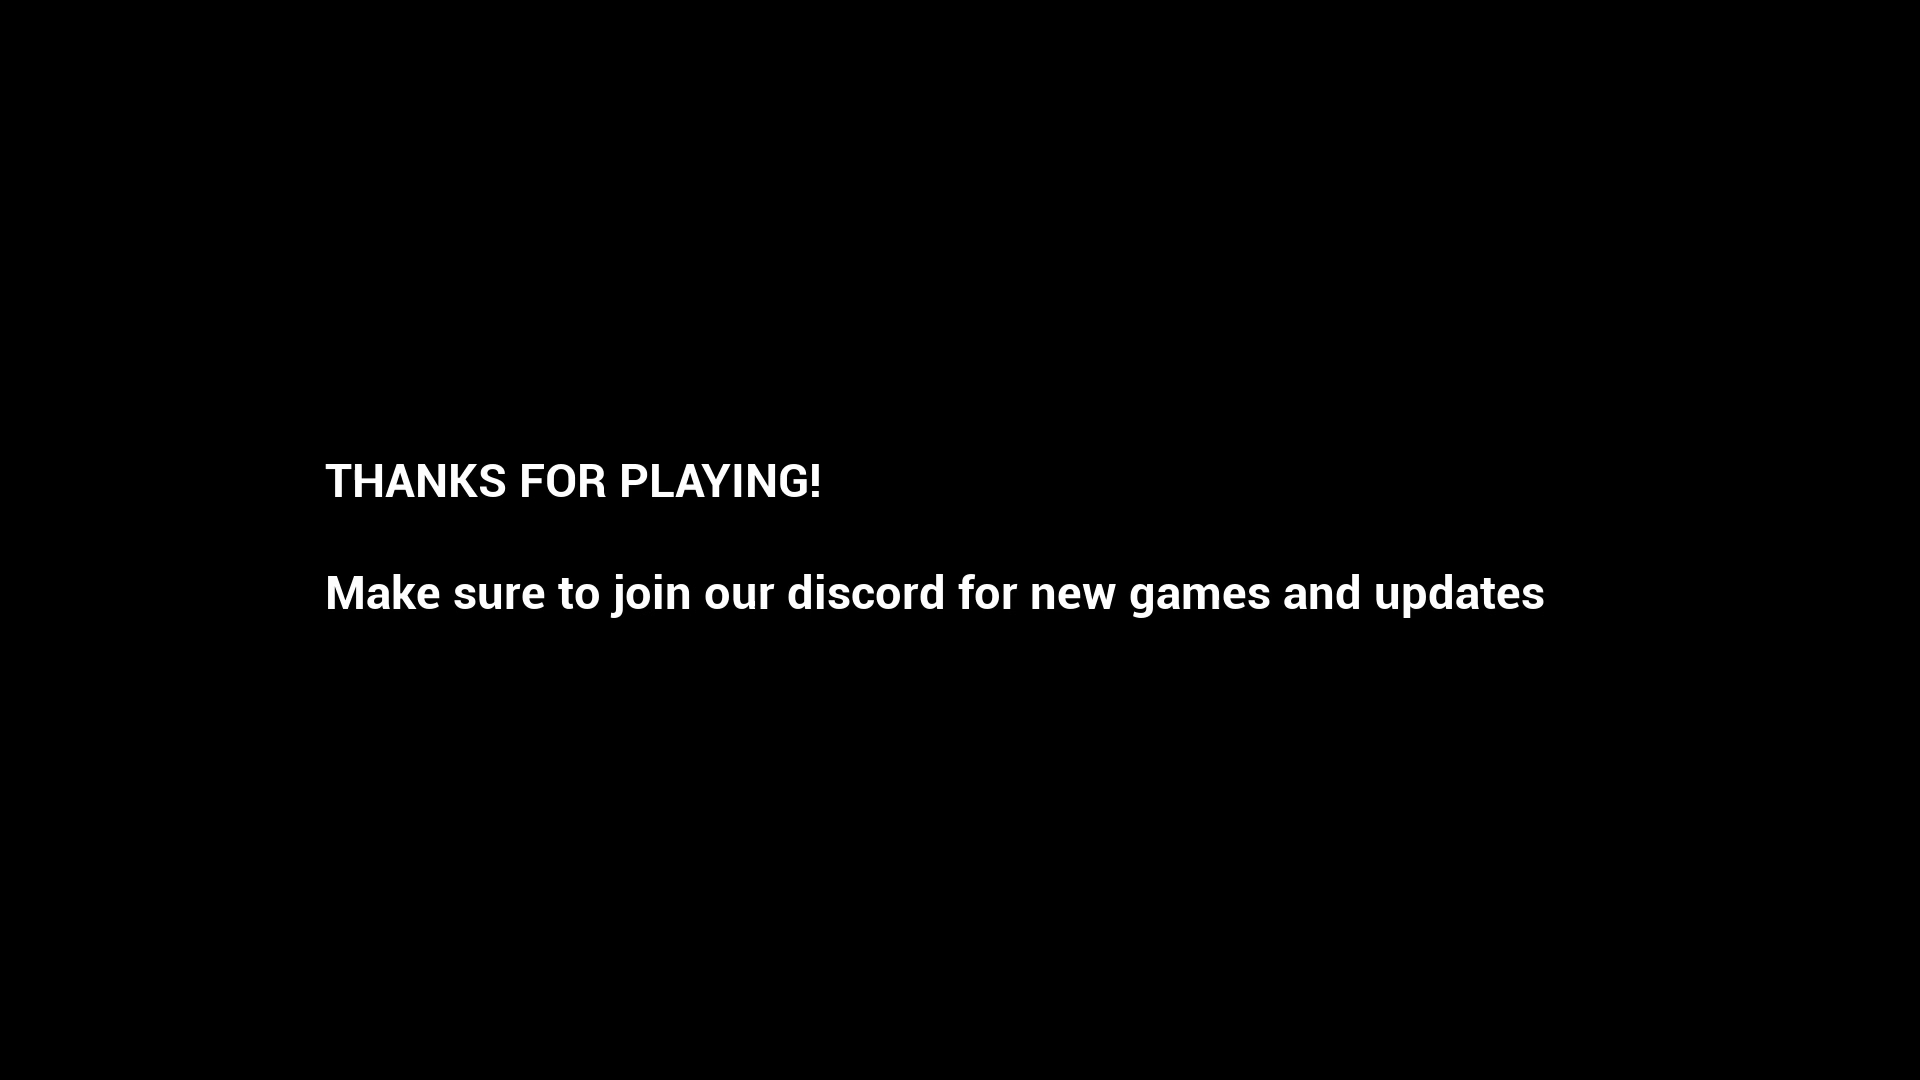 THANKS FOR PLAYING!
Make sure to join our discord for new games and updates